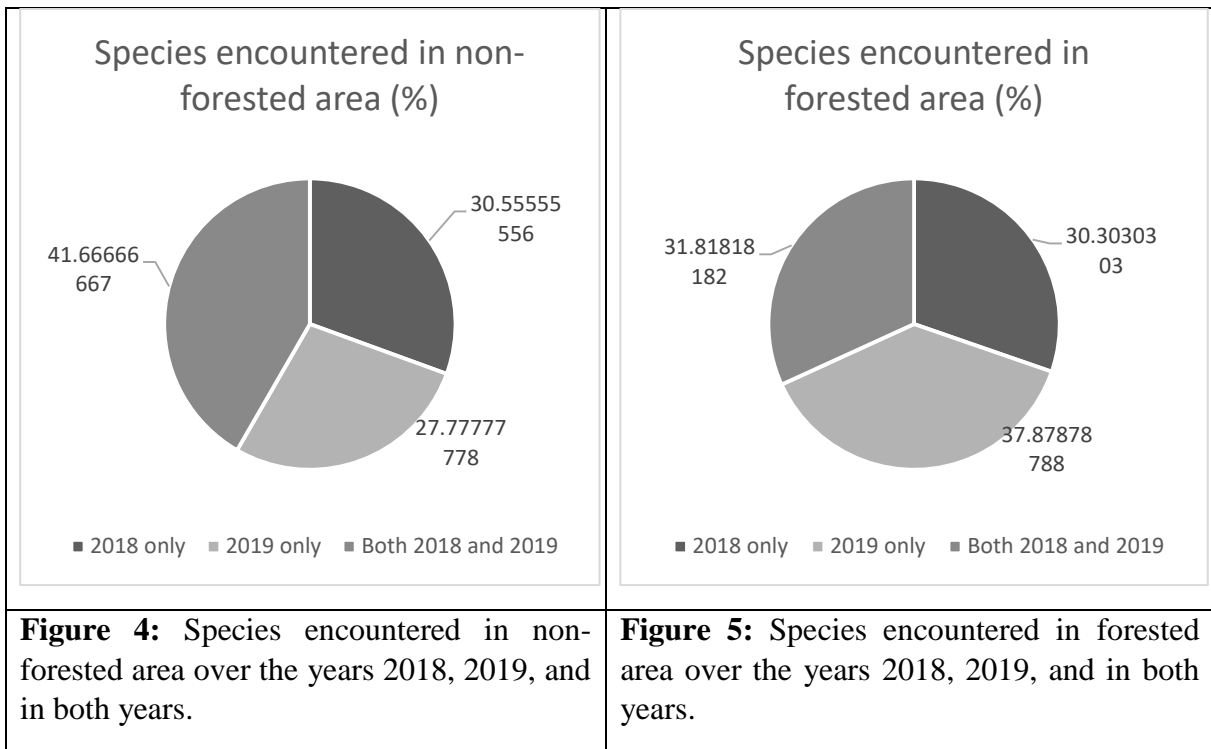 Species encountered in non-
forested area (%)
30.55555
556
41.66666
667
27.77777
778
■ 2018 only ■ 2019 only ■ Both 2018 and 2019
Species encountered in
forested area (%)
30.30303
03
31.81818
182
37.87878
788
■ 2018 only ■ 2019 only ■ Both 2018 and 2019
Figure 4: Species encountered in non-
forested area over the years 2018, 2019, and
in both years.
Figure 5: Species encountered in forested
area over the years 2018, 2019, and in both
years.